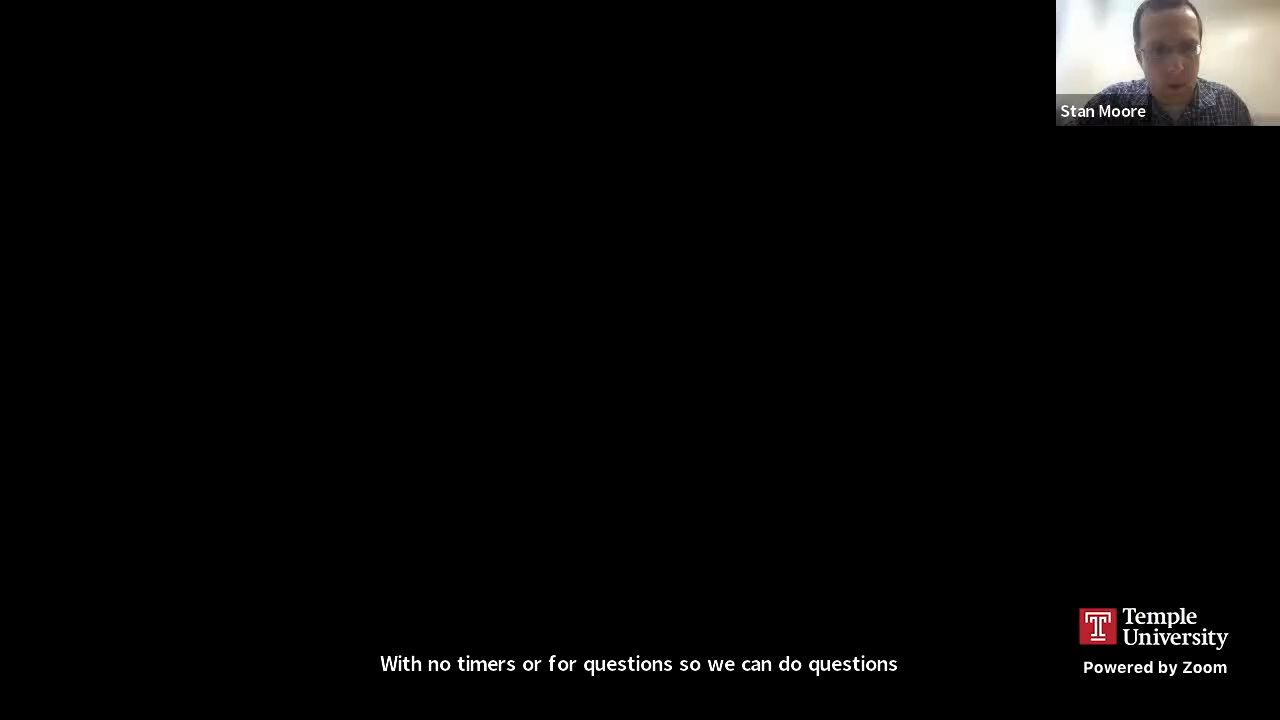 Stan Moore
Temple
University
With no timers or for questions so we can do questions
Powered by Zoom